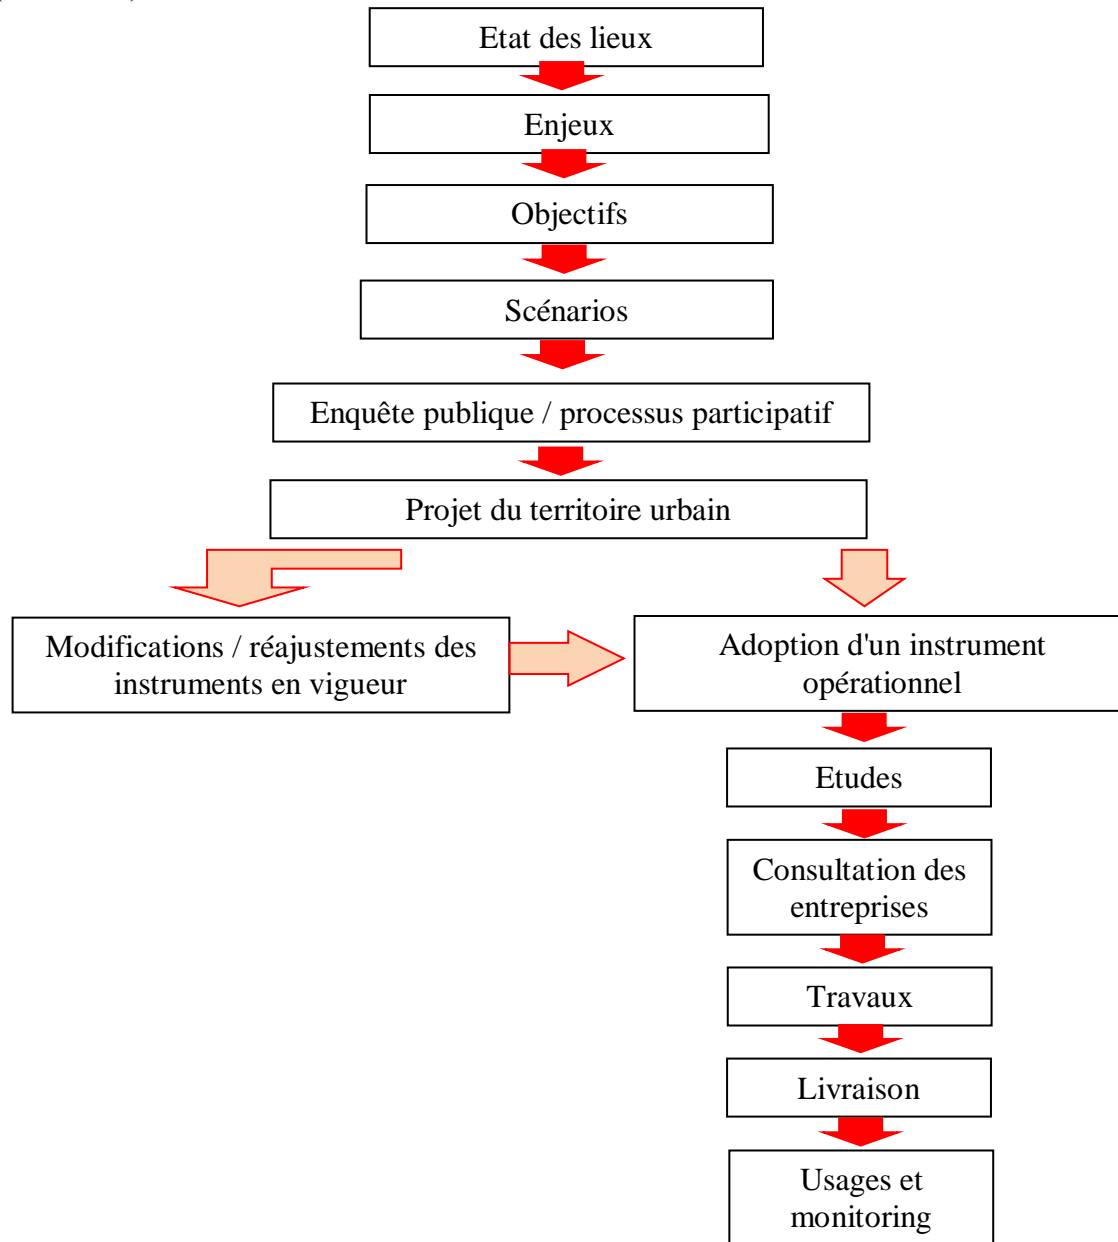 Etat des lieux
Enjeux
Objectifs
Scénarios
Enquête publique / processus participatif
Projet du territoire urbain
Modifications / réajustements des
instruments en vigueur
Adoption d'un instrument
opérationnel
Etudes
Consultation des
entreprises
Travaux
Livraison
Usages et
monitoring